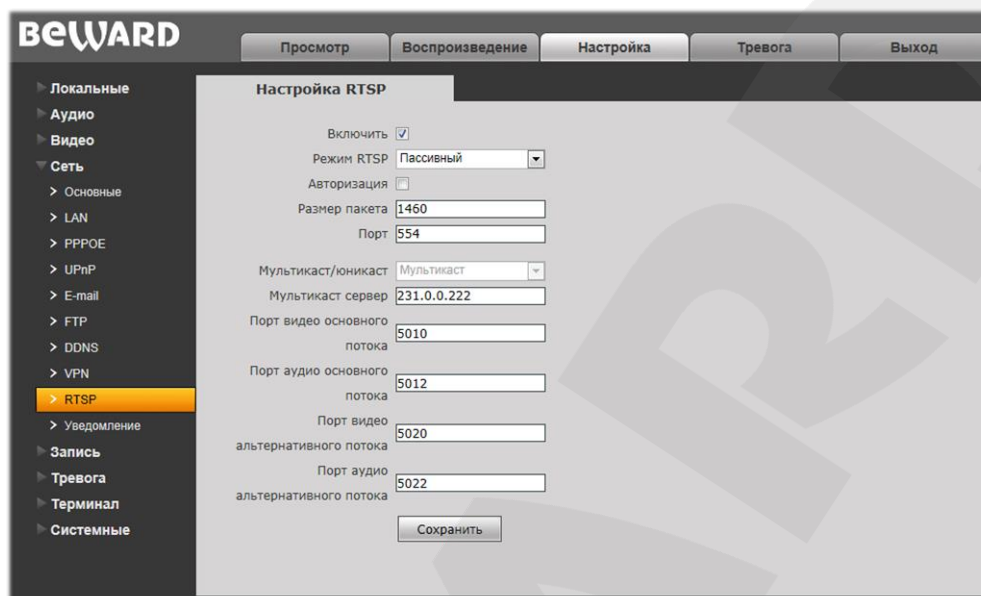 BEWARD
Просмотр
Воспроизведение
Настройка
Тревога
Выход
Локальные
Аудио
Видео
Сеть
> Основные
> LAN
> PPPOE
> UPnP
> E-mail
> FTP
> DDNS
> VPN
> RTSP
> Уведомление
Запись
Тревога
Терминал
Системные
Настройка RTSP
Включить
Режим RTSP Пассивный
Авторизация
Размер пакета 1460
Порт 554
Мультикаст/юникаст Мультикаст
Мультикаст сервер 231.0.0.222
Порт видео основного
потока 5010
Порт аудио основного
потока 5012
Порт видео
альтернативного потока 5020
Порт аудио
альтернативного потока 5022
Сохранить